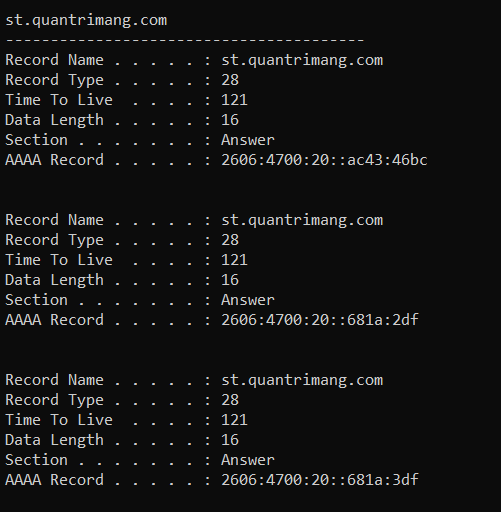 st.quantrimang.com
----------------------------------------
Record Name . . . . . : st.quantrimang.com
Record Type . . . . . : 28
Time To Live  . . . . : 121
Data Length . . . . . : 16
Section . . . . . . . : Answer
AAAA Record . . . . . : 2606:4700:20::ac43:46bc
Record Name . . . . . : st.quantrimang.com
Record Type . . . . . : 28
Time To Live  . . . . : 121
Data Length . . . . . : 16
Section . . . . . . . : Answer
AAAA Record . . . . . : 2606:4700:20::681a:2df
Record Name . . . . . : st.quantrimang.com
Record Type . . . . . : 28
Time To Live  . . . . : 121
Data Length . . . . . : 16
Section . . . . . . . : Answer
AAAA Record . . . . . : 2606:4700:20::681a:3df